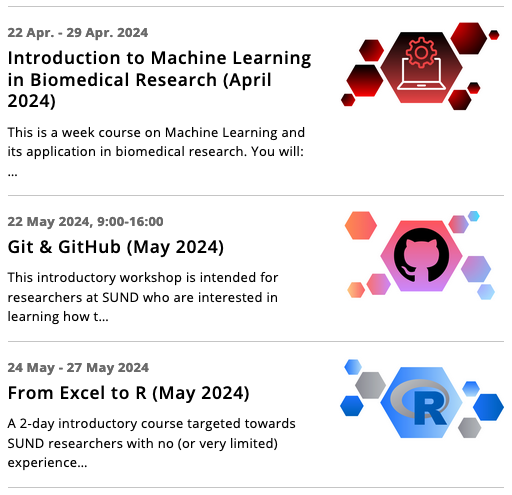 22 Apr. - 29 Apr. 2024
Introduction to Machine Learning
in Biomedical Research (April
2024)
This is a week course on Machine Learning and
its application in biomedical research. You will:
...
22 May 2024, 9:00-16:00
Git & GitHub (May 2024)
This introductory workshop is intended for
researchers at SUND who are interested in
learning how t...
24 May - 27 May 2024
From Excel to R (May 2024)
A 2-day introductory course targeted towards
SUND researchers with no (or very limited)
experience...
R